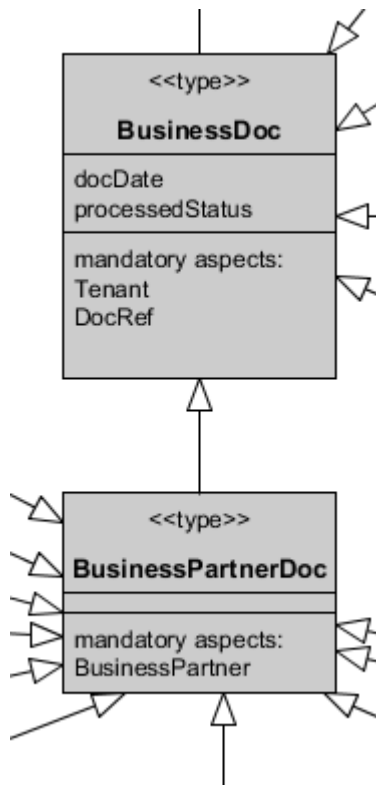 <<type>>
BusinessDoc
docDate
processedStatus
mandatory aspects:
Tenant
DocRef
<<type>>
BusinessPartnerDoc
mandatory aspects:
BusinessPartner